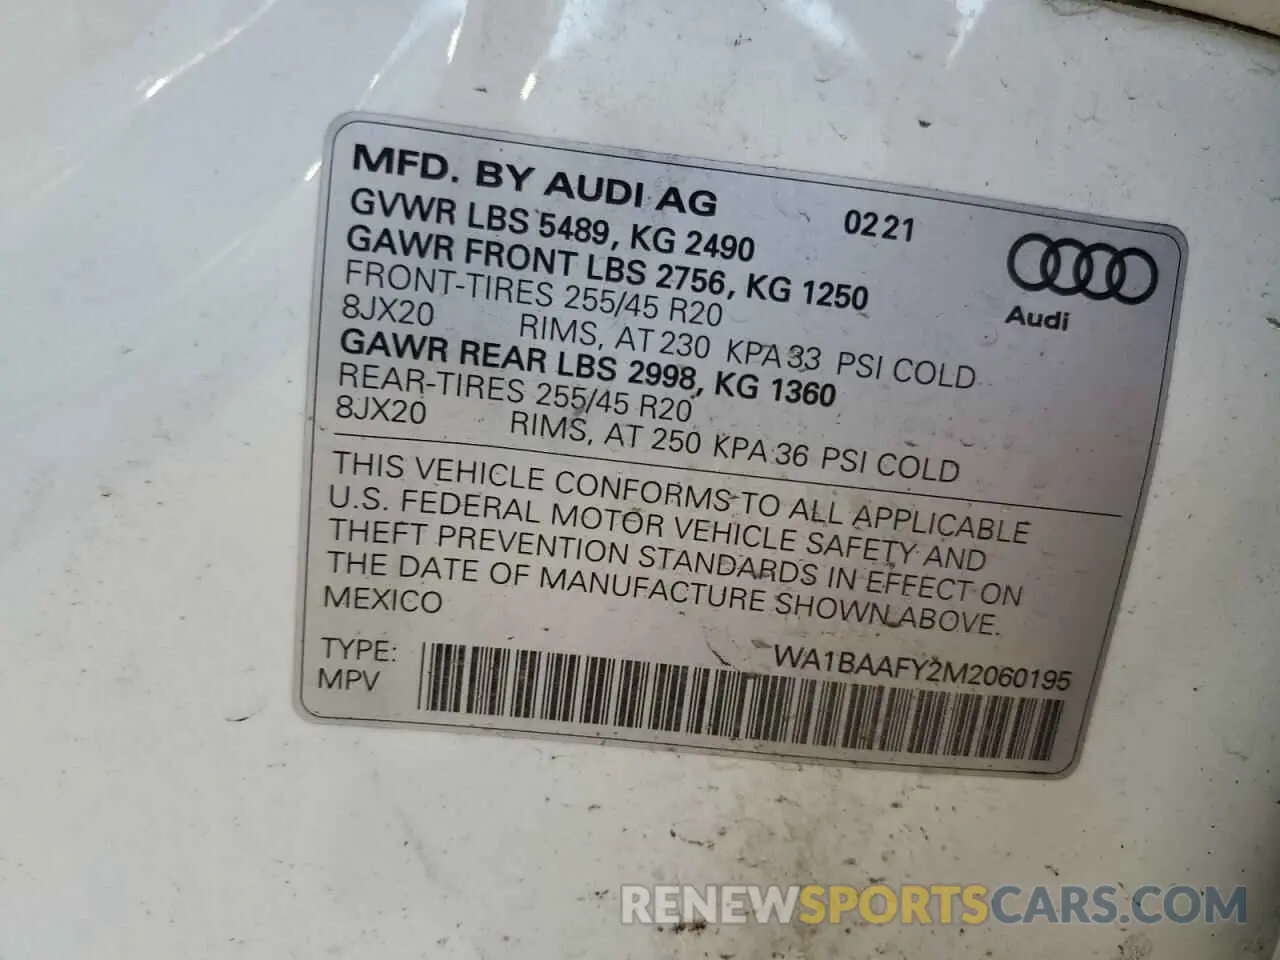 MFD. BY AUDI AG 02 21
GVWR LBS 5489, KG 2490
GAWR FRONT LBS 2756, KG 1250
FRONT-TIRES 255/45 R20
8JX20 RIMS, AT 230 KPA 33 PSI COLD
GAWR REAR LBS 2998, KG 1360
REAR-TIRES 255/45 R20
8JX20 RIMS, AT 250 KPA 36 PSI COLD
Audi
THIS VEHICLE CONFORMS TO ALL APPLICABLE
U.S. FEDERAL MOTOR VEHICLE SAFETY AND
THEFT PREVENTION STANDARDS IN EFFECT ON
THE DATE OF MANUFACTURE SHOWN ABOVE.
MEXICO
TYPE: WA1BAAFY2M2060195
MPV
RENEWSPORTSCARS.COM